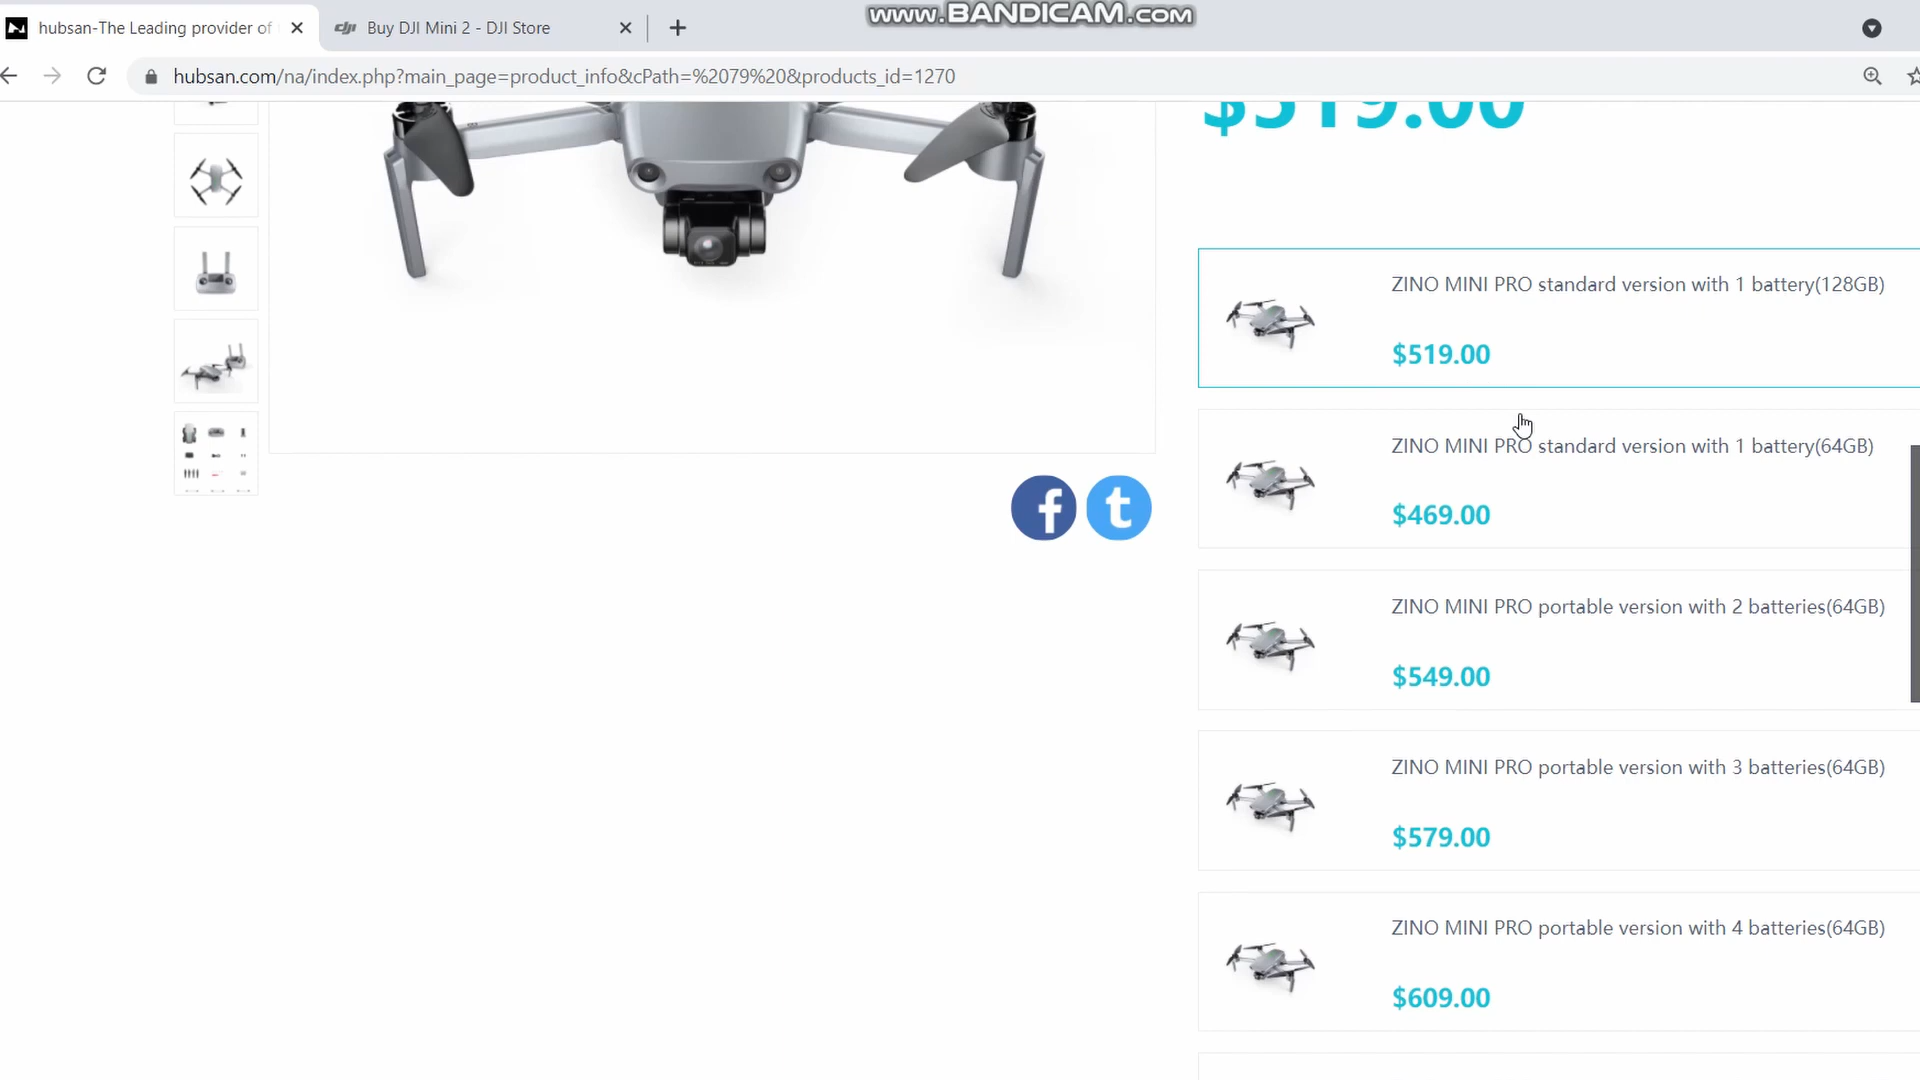 www.BANDICAM.com
hubsan-The Leading provider of
Buy DJI Mini 2 - DJI Store
hubsan.com/na/index.php?main_page=product_info&cPath=%2079%20&products_id=1270
$519.00
ZINO MINI PRO standard version with 1 battery(128GB)
$519.00
ZINO MINI PRO standard version with 1 battery(64GB)
$469.00
ZINO MINI PRO portable version with 2 batteries(64GB)
$549.00
ZINO MINI PRO portable version with 3 batteries(64GB)
$579.00
ZINO MINI PRO portable version with 4 batteries(64GB)
$609.00